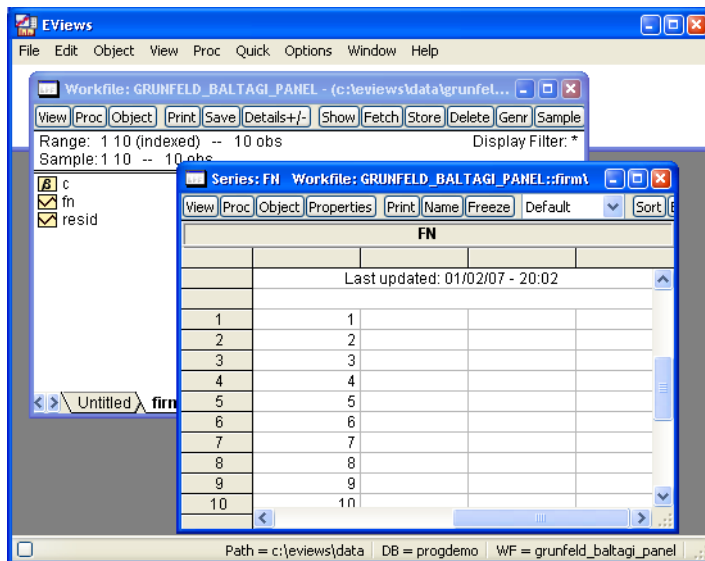 EViews
File Edit Object View Proc Quick Options Window Help
Workfile: GRUNFELD_BALTAGI_PANEL - (c:\eviews\data\grunfel...
View Proc Object Print Save Details+/- Show Fetch Store Delete Genr Sample
Range: 1 10 (indexed) -- 10 obs Display Filter: *
Sample: 1 10 -- 10 obs
c
fn
resid
Untitled firm
Series: FN Workfile: GRUNFELD_BALTAGI_PANEL::firm\
View Proc Object Properties Print Name Freeze Default Sort
FN
Last updated: 01/02/07 - 20:02
1 1
2 2
3 3
4 4
5 5
6 6
7 7
8 8
9 9
10 10
Path = c:\eviews\data DB = progdemo WF = grunfeld_baltagi_panel